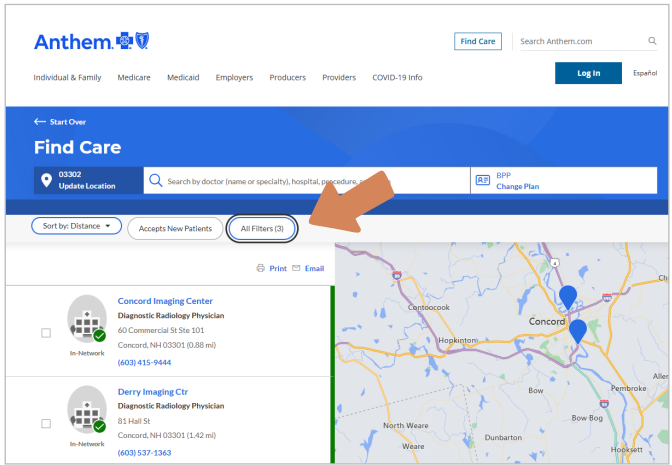 Anthem
Find Care
Search Anthem.com
Individual & Family Medicare Medicaid Employers Producers Providers COVID-19 Info
Log In
Español
← Start Over
Find Care
03302
Update Location
Search by doctor (name or specialty), hospital, procedure,
BPP
Change Plan
Sort by: Distance
Accepts New Patients
All Filters (3)
Print Email
Concord Imaging Center
Diagnostic Radiology Physician
60 Commercial St Ste 101
Concord, NH 03301 (0.88 mi)
In-Network
(603) 415-9444
Derry Imaging Ctr
Diagnostic Radiology Physician
81 Hall St
Concord, NH 03301 (1.42 mi)
In-Network
(603) 537-1363
4
Ch
Contoocook
Concord
Hopkinton
Aller
Bow
Pembroke
Bow Bog
North Weare
Dunbarton
Weare
Hooksett